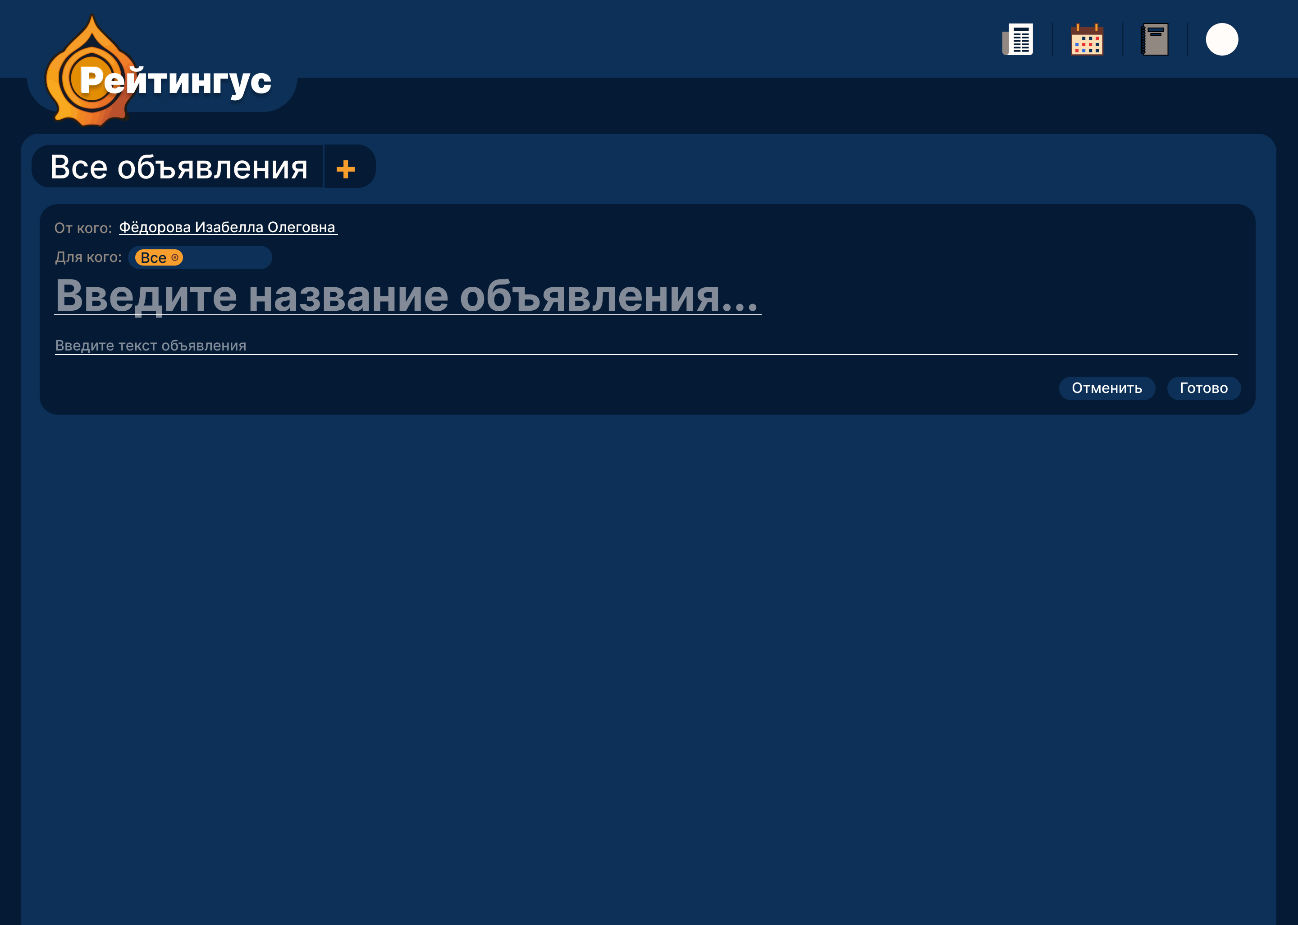 Рейтингус
Все объявления +
От кого: Фёдорова Изабелла Олеговна
Для кого: Все
Введите название объявления...
Введите текст объявления
Отменить Готово